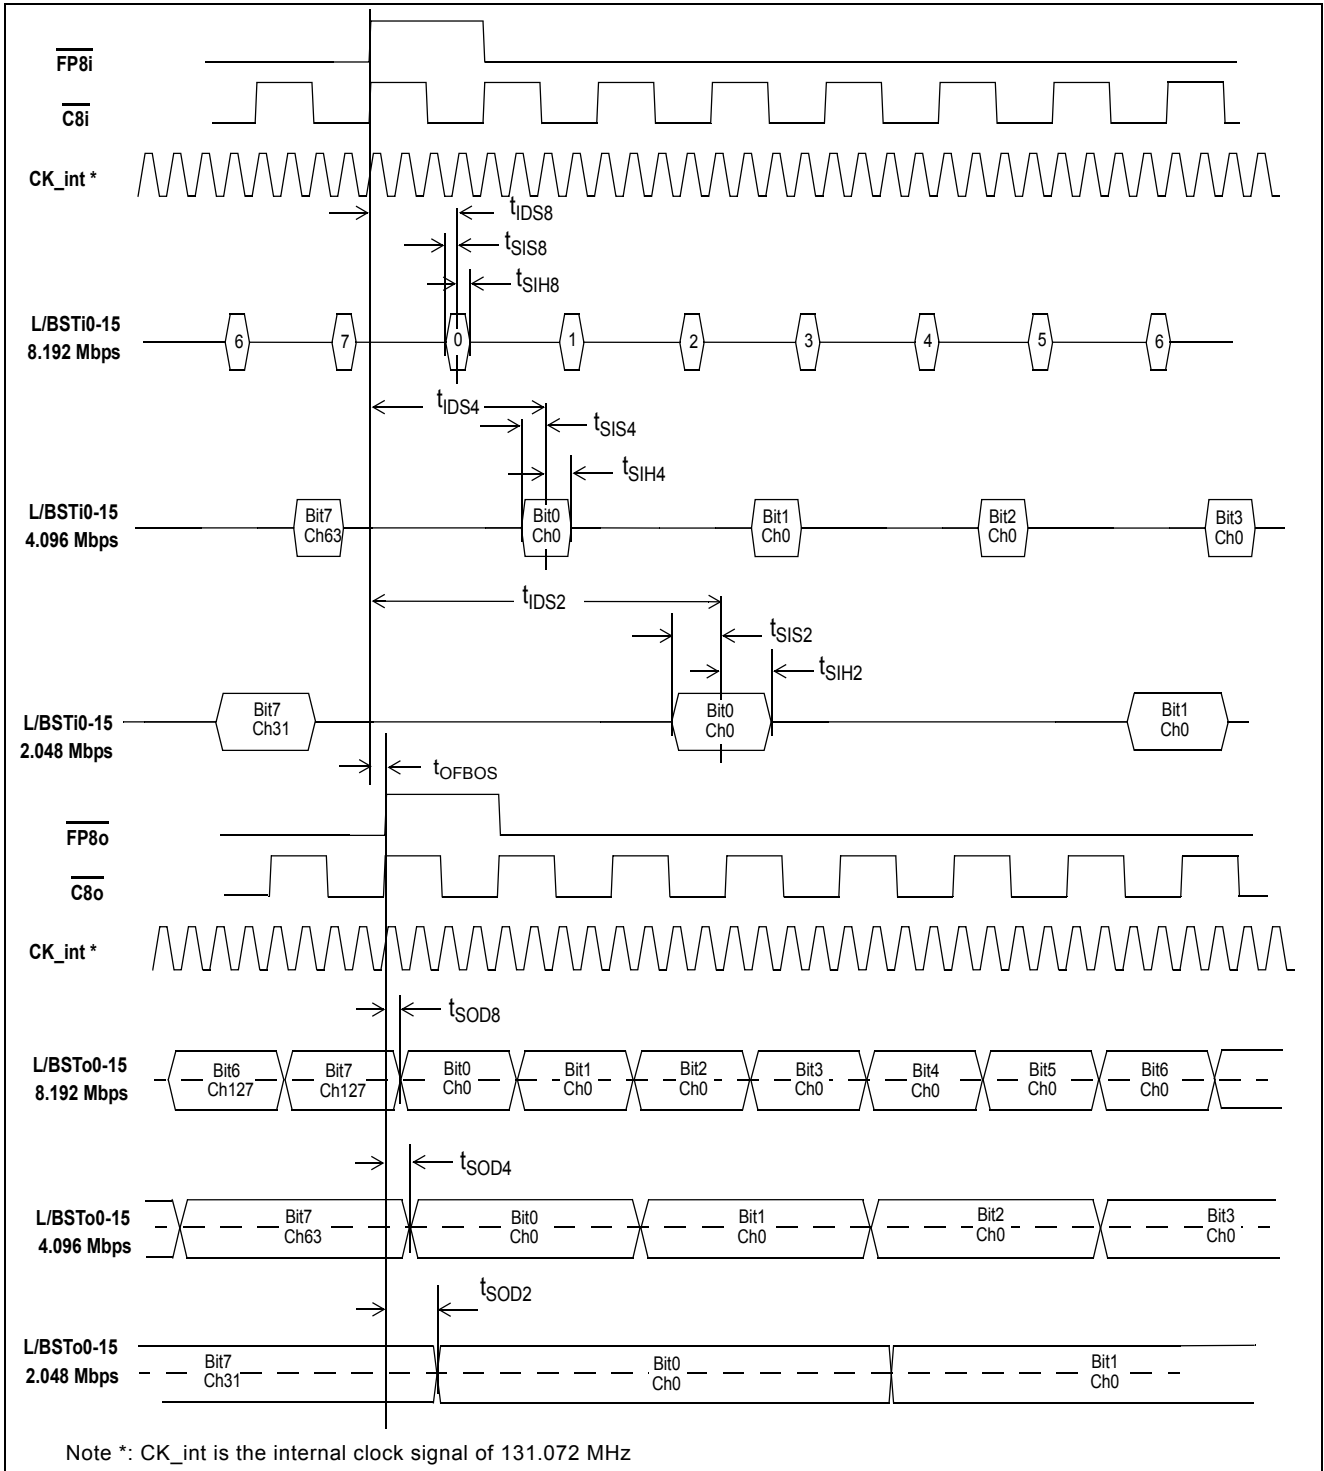 FP8i
C8i
CK_int *
tIDS8
tSIS8
tSIH8
L/BSTi0-15
8.192 Mbps
6 7 0 1 2 3 4 5 6
tIDS4
tSIS4
tSIH4
L/BSTi0-15
4.096 Mbps
Bit7 Bit0 Bit1 Bit2 Bit3
Ch63 Ch0 Ch0 Ch0 Ch0
tIDS2
tSIS2
tSIH2
L/BSTi0-15
2.048 Mbps
Bit7 Bit0 Bit1
Ch31 Ch0 Ch0
tOFBOS
FP8o
C8o
CK_int *
tSOD8
L/BSTo0-15
8.192 Mbps
Bit6 Bit7 Bit0 Bit1 Bit2 Bit3 Bit4 Bit5 Bit6
Ch127 Ch127 Ch0 Ch0 Ch0 Ch0 Ch0 Ch0 Ch0
tSOD4
L/BSTo0-15
4.096 Mbps
Bit7 Bit0 Bit1 Bit2 Bit3
Ch63 Ch0 Ch0 Ch0 Ch0
tSOD2
L/BSTo0-15
2.048 Mbps
Bit7 Bit0 Bit1
Ch31 Ch0 Ch0
Note *: CK_int is the internal clock signal of 131.072 MHz